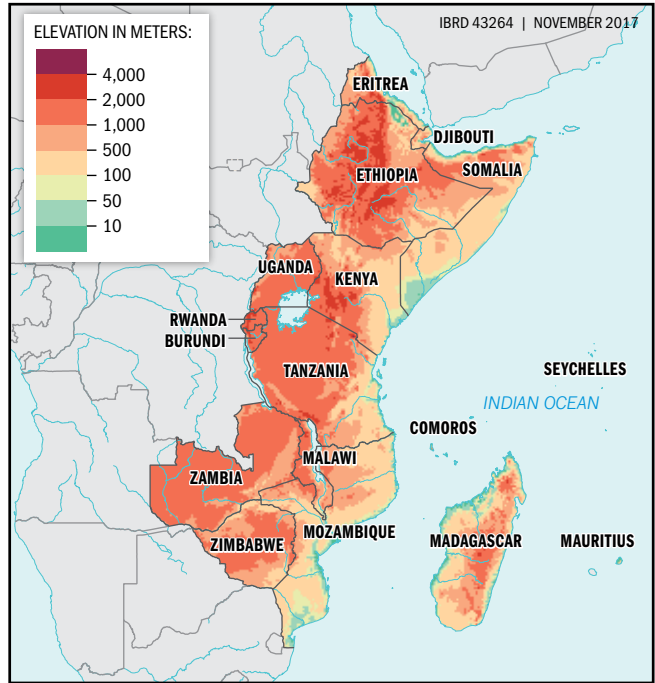 ELEVATION IN METERS:
4,000
2,000
1,000
500
100
50
10
IBRD 43264 | NOVEMBER 2017
ERITREA
DJIBOUTI
ETHIOPIA
SOMALIA
UGANDA
KENYA
RWANDA
BURUNDI
TANZANIA
SEYCHELLES
INDIAN OCEAN
COMOROS
MALAWI
ZAMBIA
MOZAMBIQUE
ZIMBABWE
MADAGASCAR
MAURITIUS